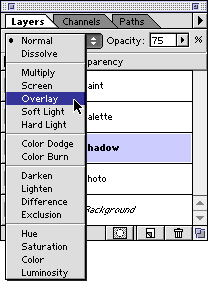 Layers Channels Paths
Normal Opacity: 75 %
Dissolve
parency
Multiply
Screen aint
Overlay
Soft Light alette
Hard Light
Color Dodge hadow
Color Burn
Darken hoto
Lighten
Difference
Exclusion Background
Hue
Saturation
Color
Luminosity